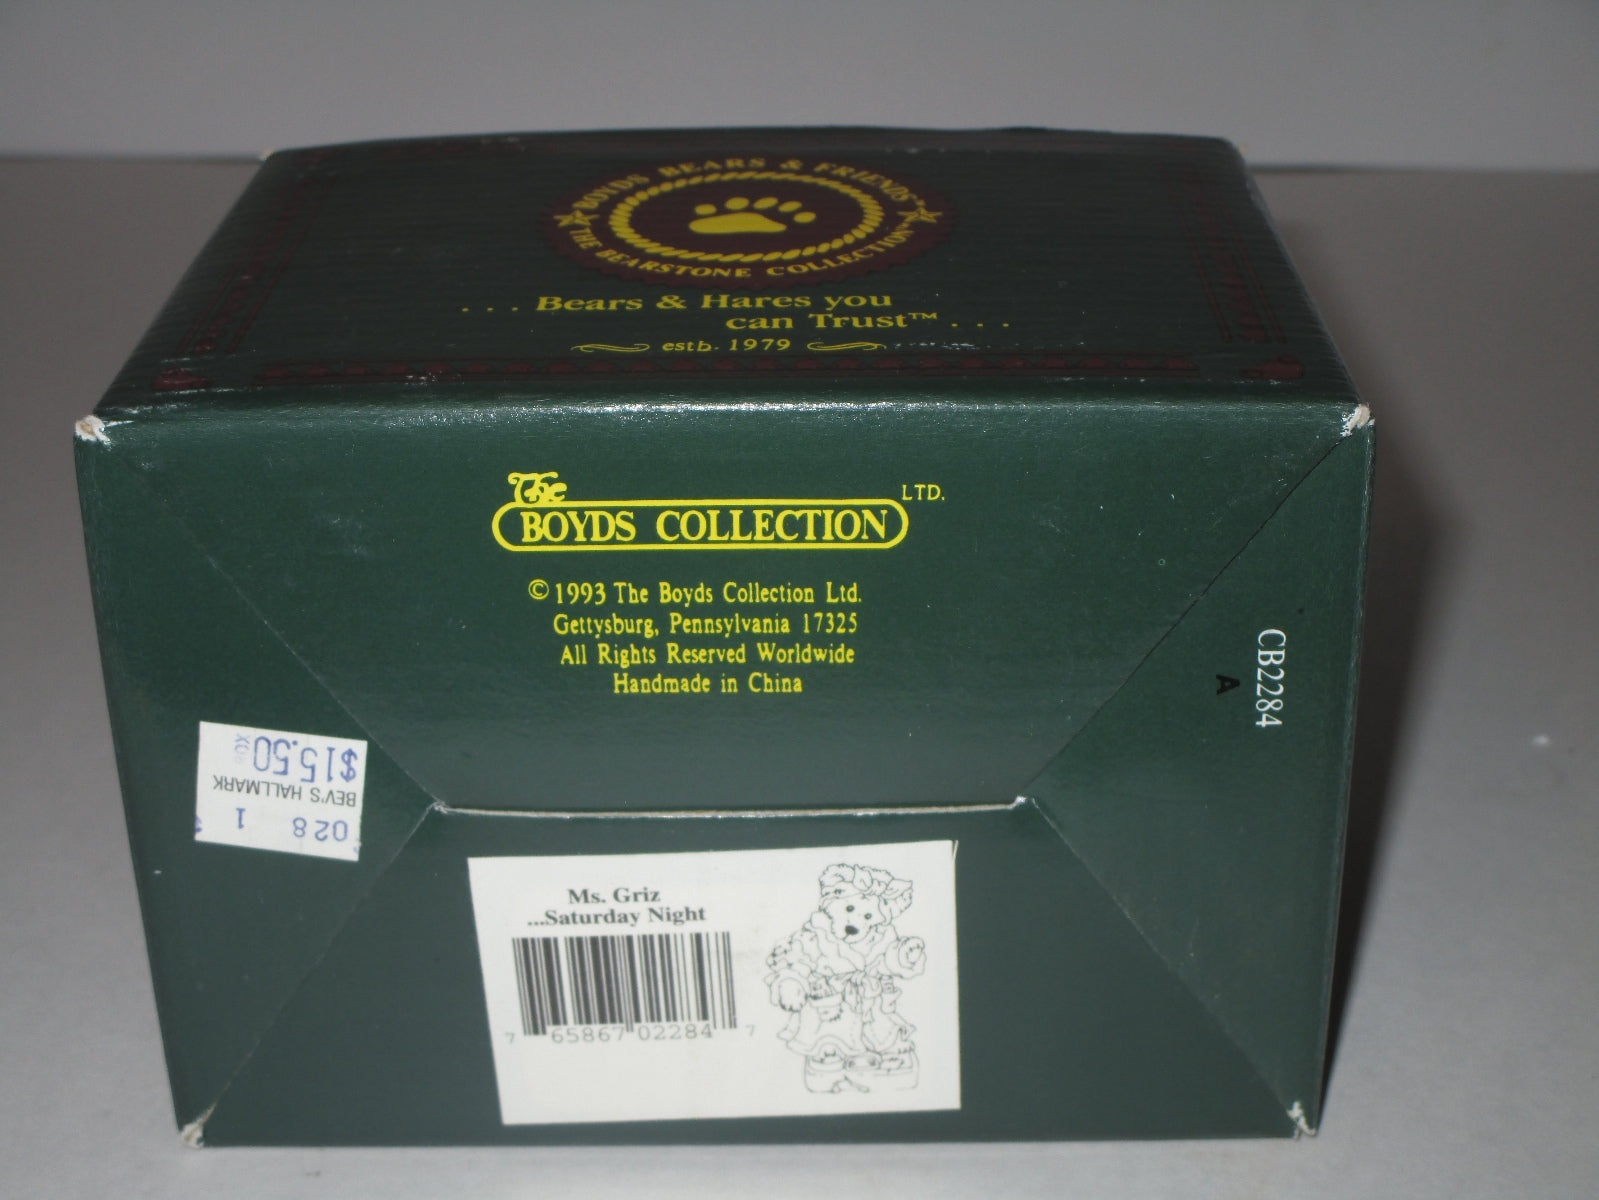 BOYDS BEARS & FRIENDS™
THE BEARSTONE COLLECTION™
... Bears & Hares you
can Trust™ ...
estb. 1979
The
BOYDS COLLECTION LTD.
© 1993 The Boyds Collection Ltd.
Gettysburg, Pennsylvania 17325
All Rights Reserved Worldwide
Handmade in China
CB2284
A
028 1
BEV'S HALLMARK
$15.50
Ms. Griz
...Saturday Night
7 65867 02284 7